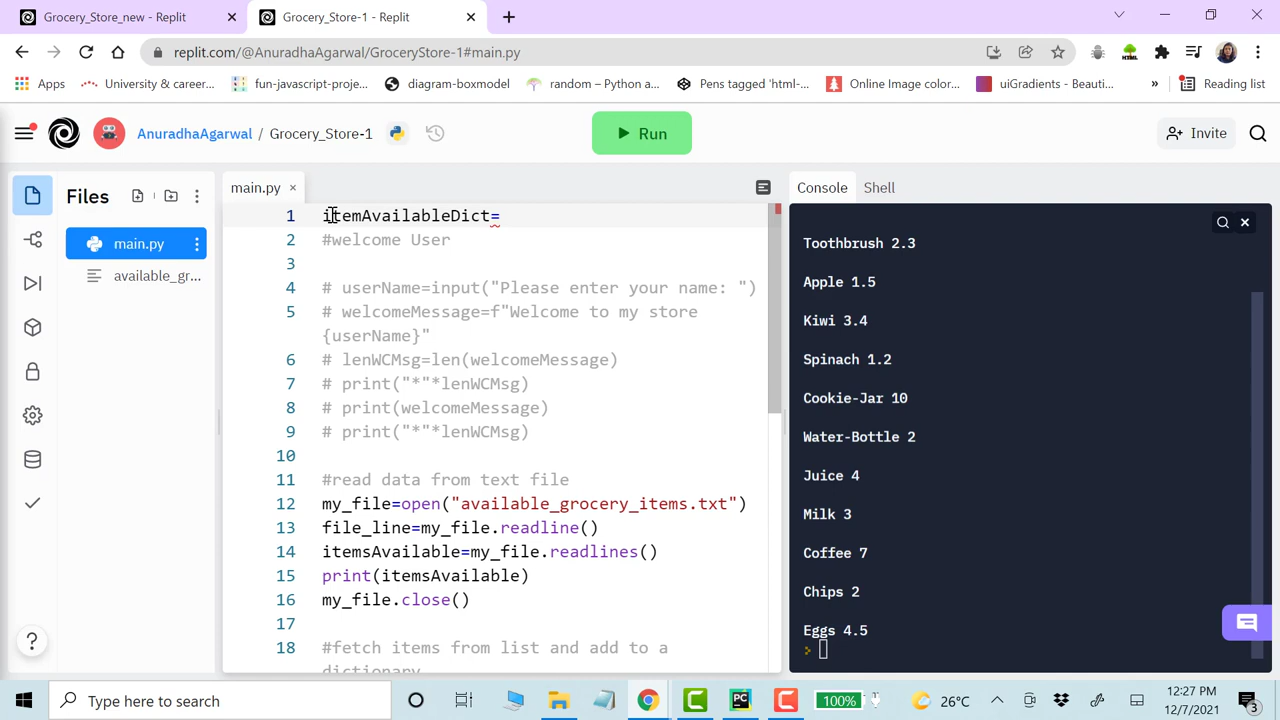 Grocery_Store_new - Replit
Grocery_Store-1 - Replit
replit.com/@AnuradhaAgarwal/GroceryStore-1#main.py
Apps
University & career...
fun-javascript-proje...
diagram-boxmodel
random – Python a...
Pens tagged 'html-...
Online Image color...
uiGradients - Beauti...
»
Reading list
AnuradhaAgarwal / Grocery_Store-1
Run
Invite
Files
main.py
available_gr...
main.py
Console
Shell
1 itemAvailableDict=
2 #welcome User
3
4 # userName=input("Please enter your name: ")
5 # welcomeMessage=f"Welcome to my store
{userName}"
6 # lenWCMsg=len(welcomeMessage)
7 # print("*"*lenWCMsg)
8 # print(welcomeMessage)
9 # print("*"*lenWCMsg)
10
11 #read data from text file
12 my_file=open("available_grocery_items.txt")
13 file_line=my_file.readline()
14 itemsAvailable=my_file.readlines()
15 print(itemsAvailable)
16 my_file.close()
17
18 #fetch items from list and add to a
dictionary
Toothbrush 2.3
Apple 1.5
Kiwi 3.4
Spinach 1.2
Cookie-Jar 10
Water-Bottle 2
Juice 4
Milk 3
Coffee 7
Chips 2
Eggs 4.5
>
?
Type here to search
PC
100%
26°C
12:27 PM
12/7/2021
3